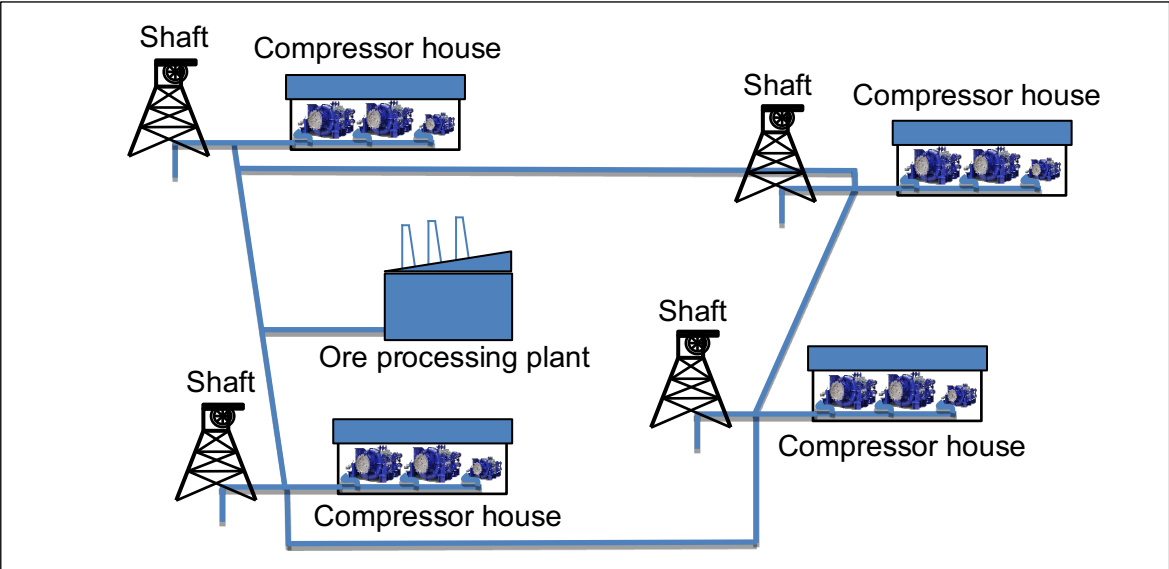 Shaft
Compressor house
Shaft
Compressor house
Shaft
Ore processing plant
Shaft
Compressor house
Compressor house